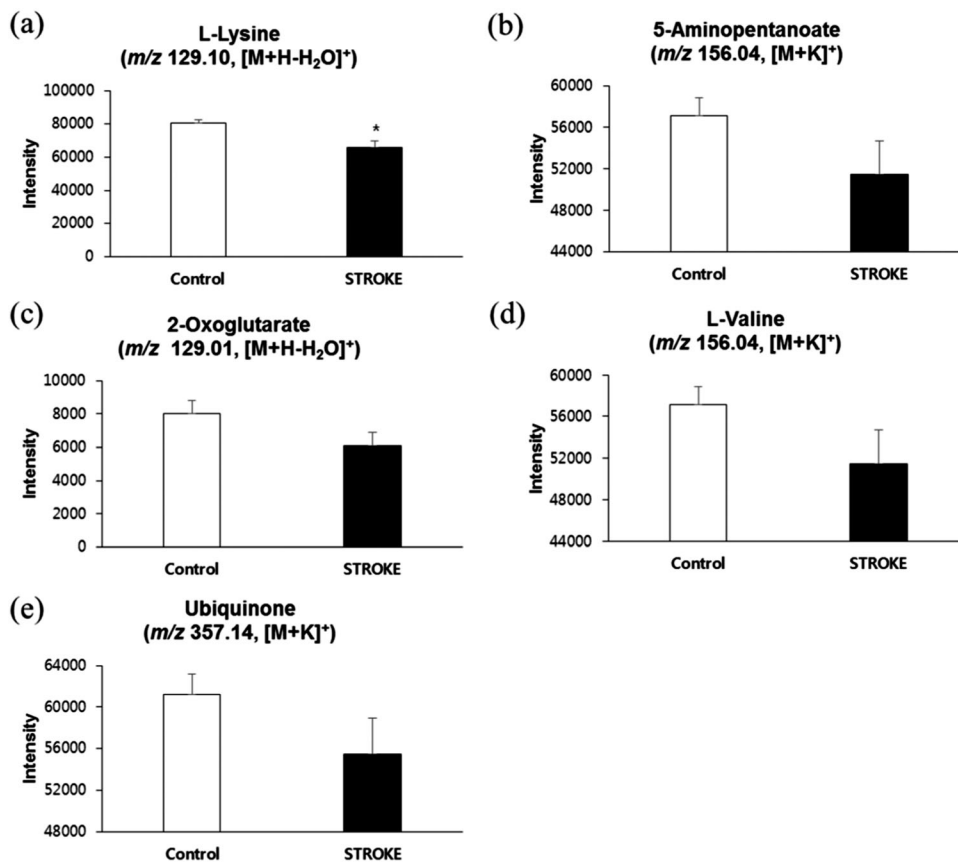 (a)
L-Lysine
(m/z 129.10, [M+H-H₂O]⁺)
100000
80000
60000
40000
20000
0
Intensity
*
Control
STROKE
(b)
5-Aminopentanoate
(m/z 156.04, [M+K]⁺)
60000
56000
52000
48000
44000
Intensity
Control
STROKE
(c)
2-Oxoglutarate
(m/z 129.01, [M+H-H₂O]⁺)
10000
8000
6000
4000
2000
0
Intensity
Control
STROKE
(d)
L-Valine
(m/z 156.04, [M+K]⁺)
60000
56000
52000
48000
44000
Intensity
Control
STROKE
(e)
Ubiquinone
(m/z 357.14, [M+K]⁺)
64000
60000
56000
52000
48000
Intensity
Control
STROKE